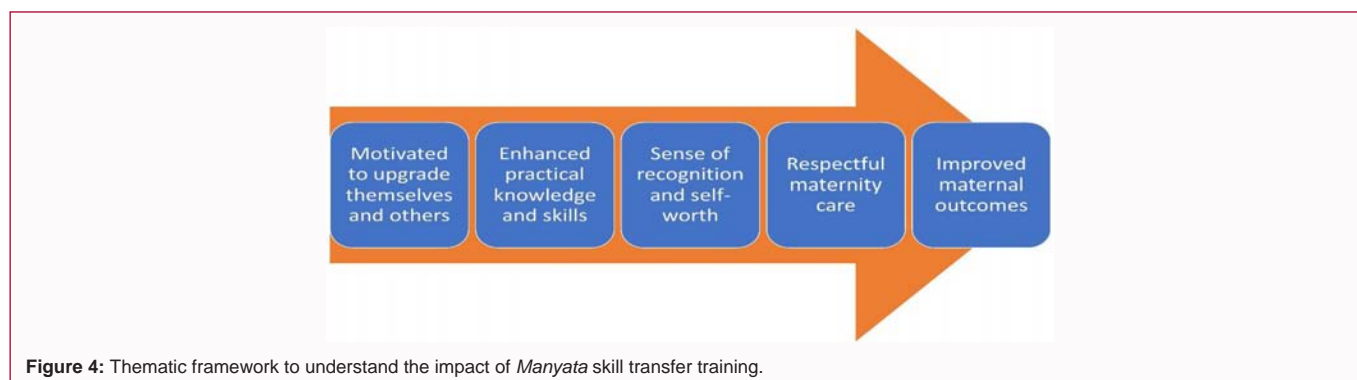 Motivated
to upgrade
themselves
and others
Enhanced
practical
knowledge
and skills
Sense of
recognition
and self-
worth
Respectful
maternity
care
Improved
maternal
outcomes
Figure 4: Thematic framework to understand the impact of Manyata skill transfer training.